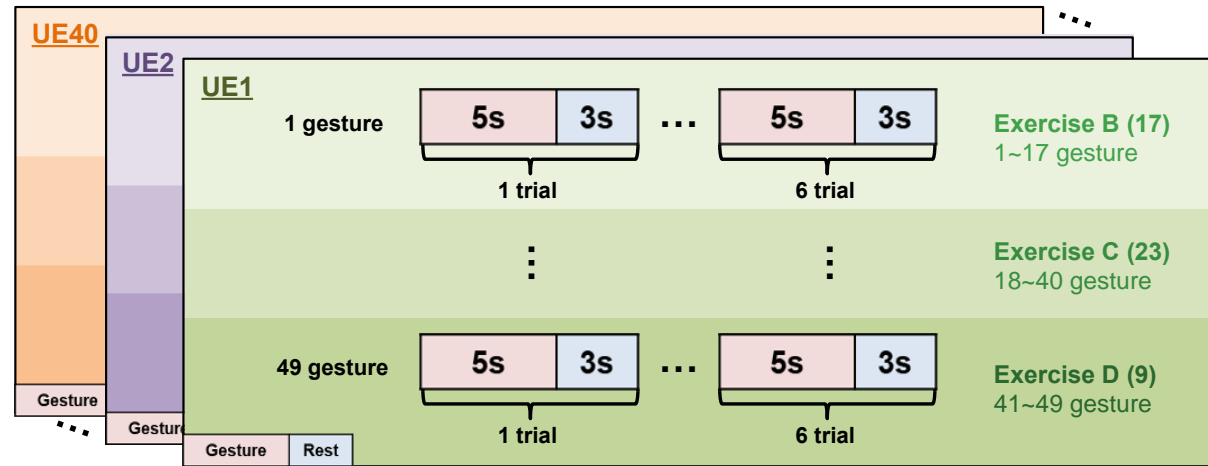 UE40
UE2
UE1
1 gesture
5s 3s ... 5s 3s
1 trial 6 trial
Exercise B (17)
1~17 gesture
Exercise C (23)
18~40 gesture
49 gesture
5s 3s ... 5s 3s
1 trial 6 trial
Exercise D (9)
41~49 gesture
Gesture
Gesture
Gesture Rest